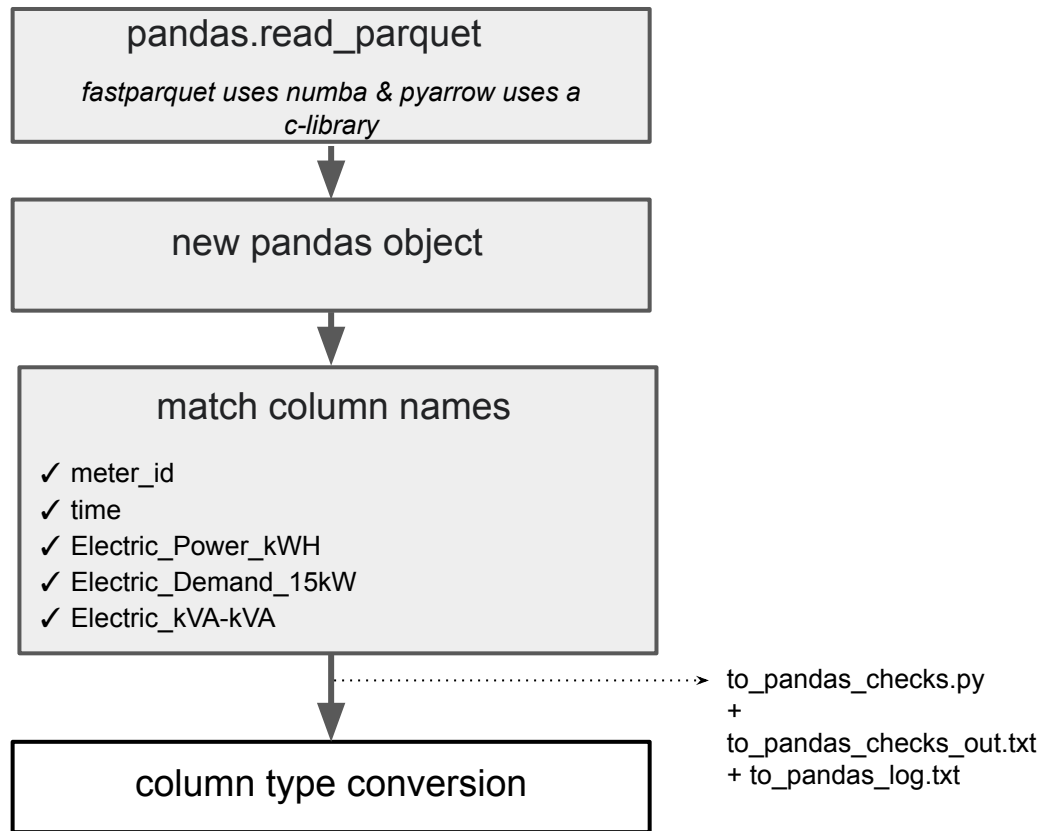 pandas.read_parquet
fastparquet uses numba & pyarrow uses a
c-library
new pandas object
match column names
✓ meter_id
✓ time
✓ Electric_Power_kWH
✓ Electric_Demand_15kW
✓ Electric_kVA-kVA
to_pandas_checks.py
+
to_pandas_checks_out.txt
+ to_pandas_log.txt
column type conversion